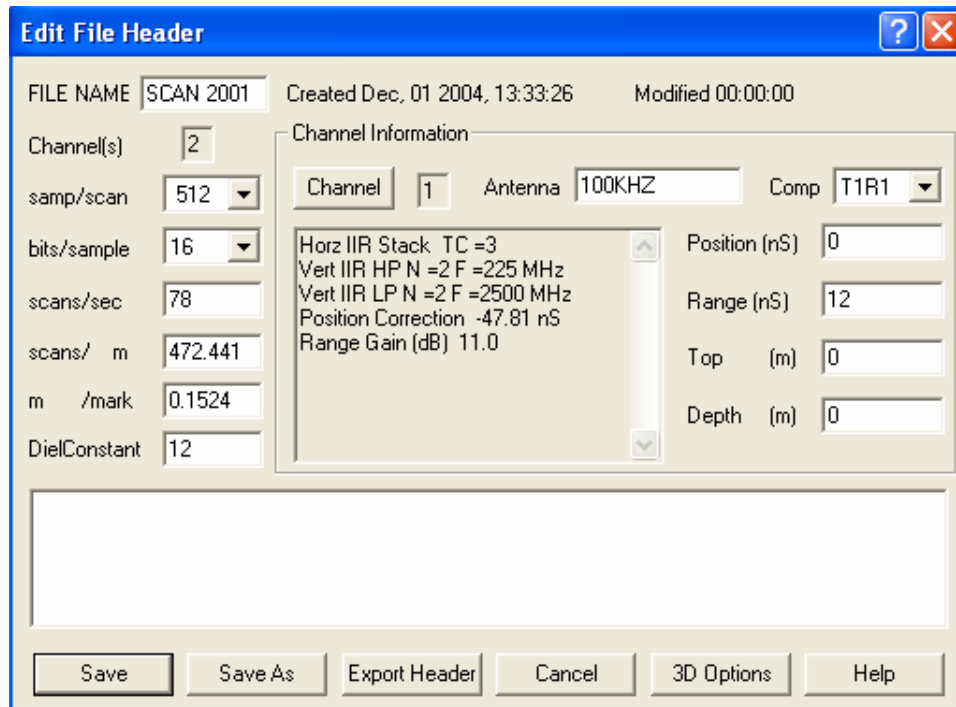 Edit File Header
FILE NAME SCAN 2001 Created Dec, 01 2004, 13:33:26 Modified 00:00:00
Channel(s) 2
samp/scan 512
bits/sample 16
scans/sec 78
scans/ m 472.441
m /mark 0.1524
DielConstant 12
Channel Information
Channel 1 Antenna 100KHZ Comp T1R1
Horz IIR Stack TC =3
Vert IIR HP N =2 F =225 MHz
Vert IIR LP N =2 F =2500 MHz
Position Correction -47.81 nS
Range Gain (dB) 11.0
Position (nS) 0
Range (nS) 12
Top (m) 0
Depth (m) 0
Save Save As Export Header Cancel 3D Options Help